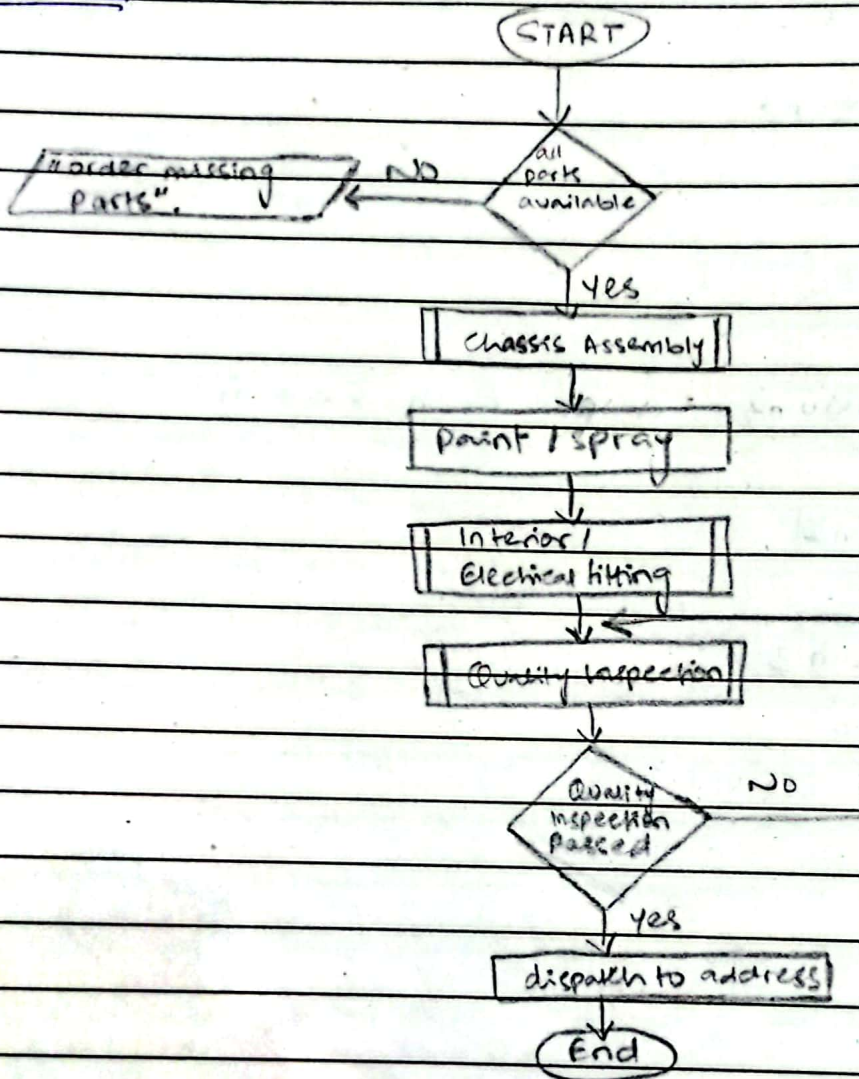 START
all
parts
available
NO
"order missing
Parts".
yes
Chassis Assembly
paint / spray
Interior /
Electrical fitting
Quality Inspection
Quality
inspection
Passed
NO
yes
dispatch to address
End